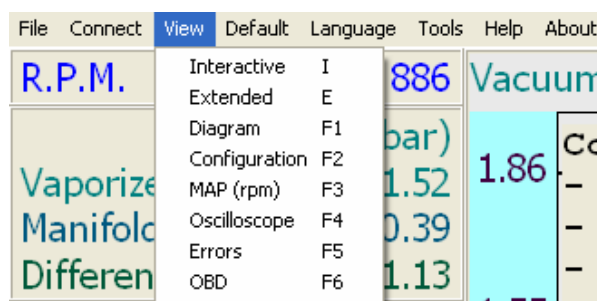 File Connect View Default Language Tools Help About
R.P.M. 886 Vacuum
Interactive I
Extended E
Diagram F1
Configuration F2
MAP (rpm) F3
Oscilloscope F4
Errors F5
OBD F6
bar)
Vaporize 1.52
Manifold 0.39
Differen 1.13
1.86